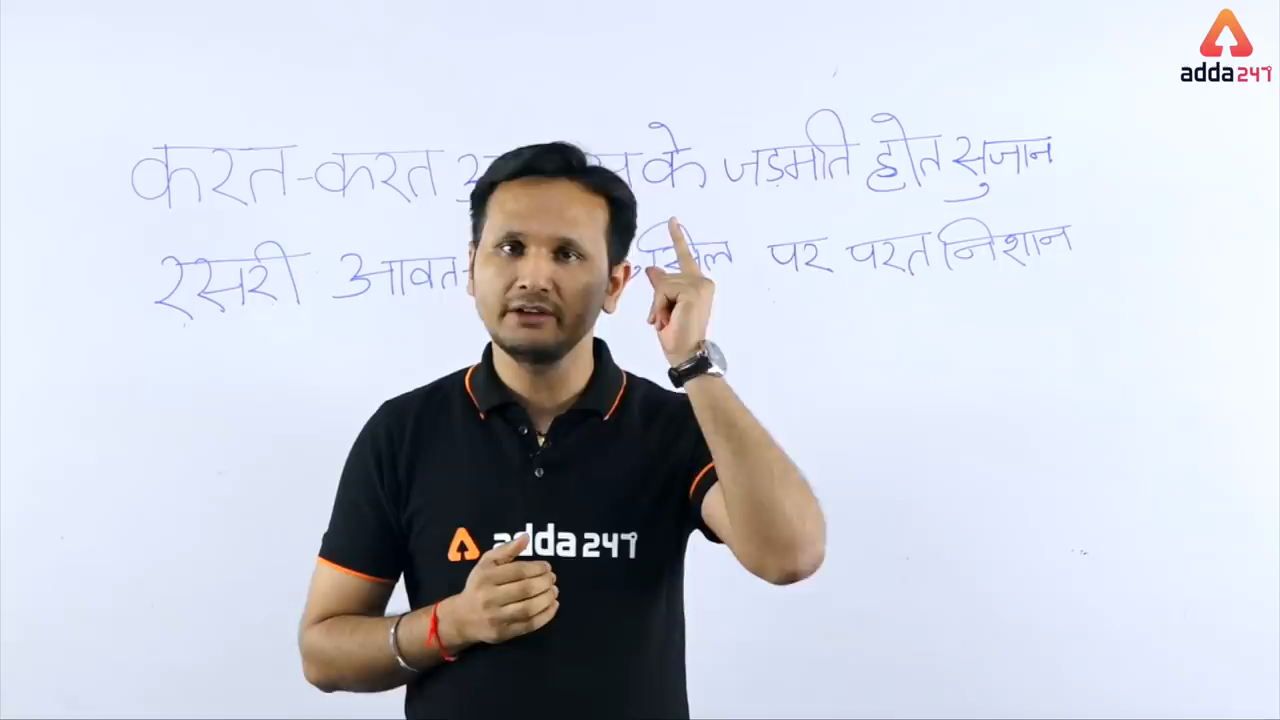 adda247
करत-करत के जड़मति होत सुजान
रसरी आवत- पर परत निशान
adda247